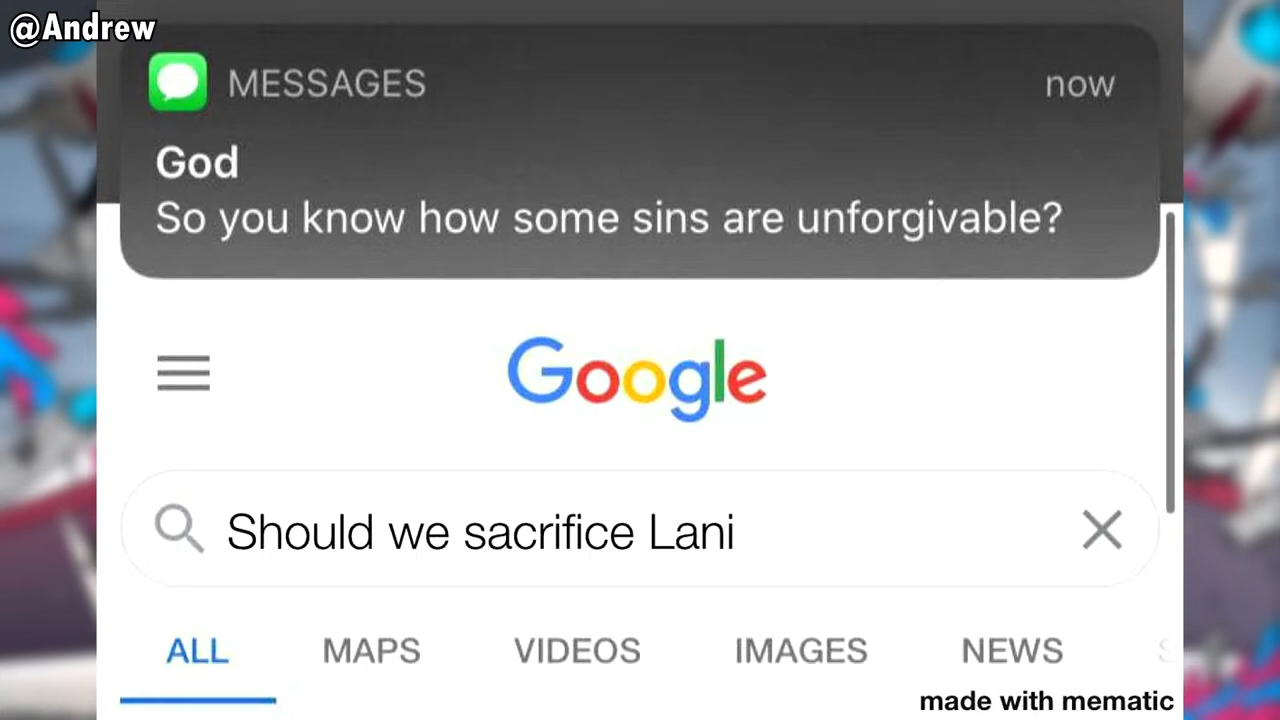 @Andrew
MESSAGES now
God
So you know how some sins are unforgivable?
Google
Should we sacrifice Lani
ALL MAPS VIDEOS IMAGES NEWS S
made with mematic